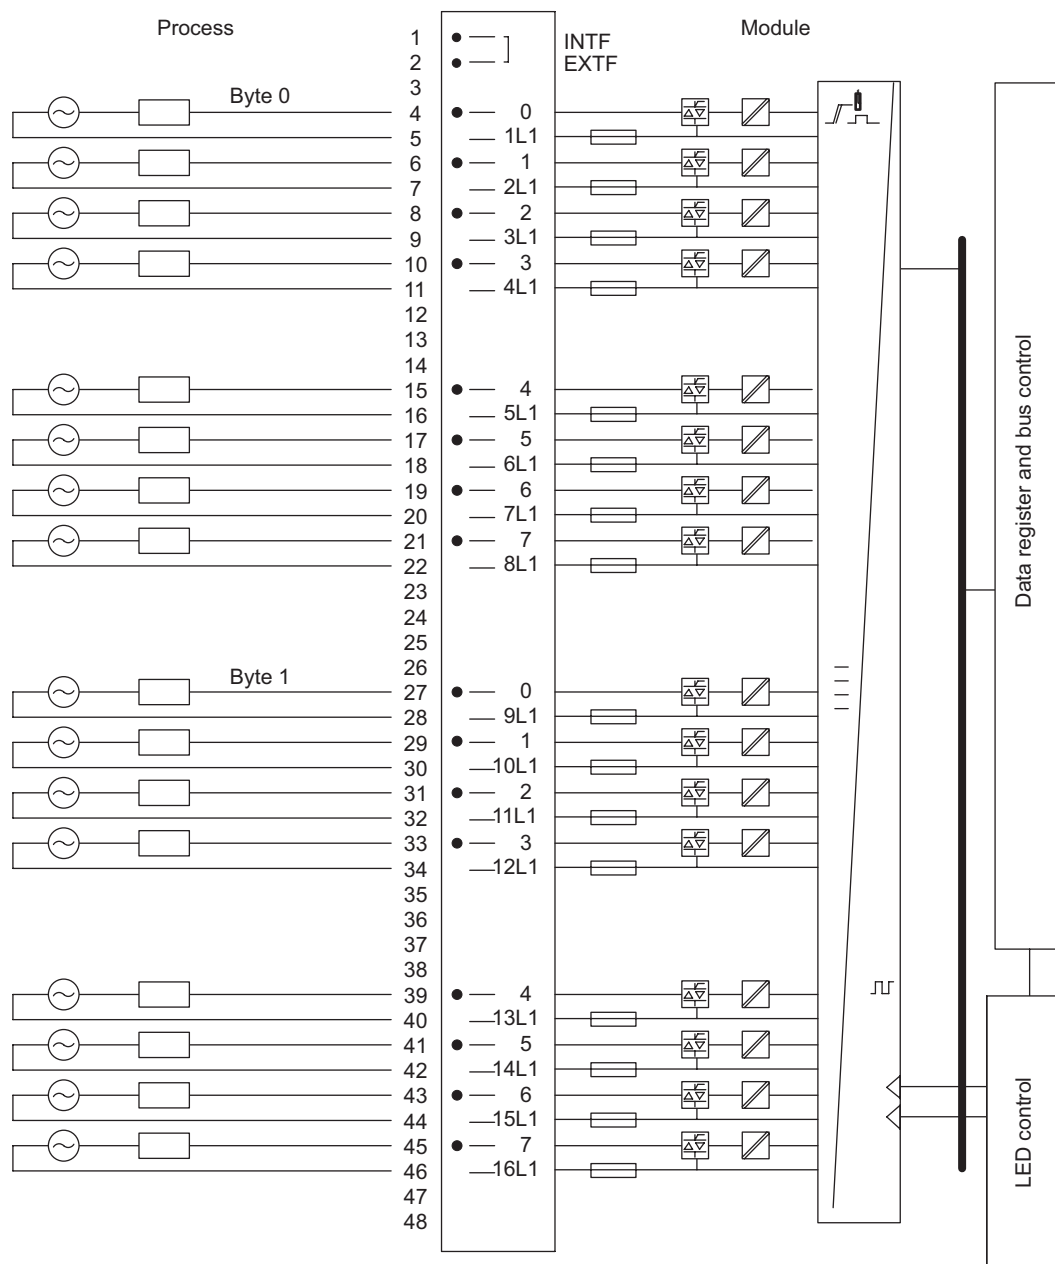 Process
Module
1
INTF
2
EXTF
3
Byte 0
4 0
5 1L1
6 1
7 2L1
8 2
9 3L1
10 3
11 4L1
12
13
14
15 4
16 5L1
17 5
18 6L1
19 6
20 7L1
21 7
22 8L1
23
24
25
26
Byte 1
27 0
28 9L1
29 1
30 10L1
31 2
32 11L1
33 3
34 12L1
35
36
37
38
39 4
40 13L1
41 5
42 14L1
43 6
44 15L1
45 7
46 16L1
47
48
Data register and bus control
LED control